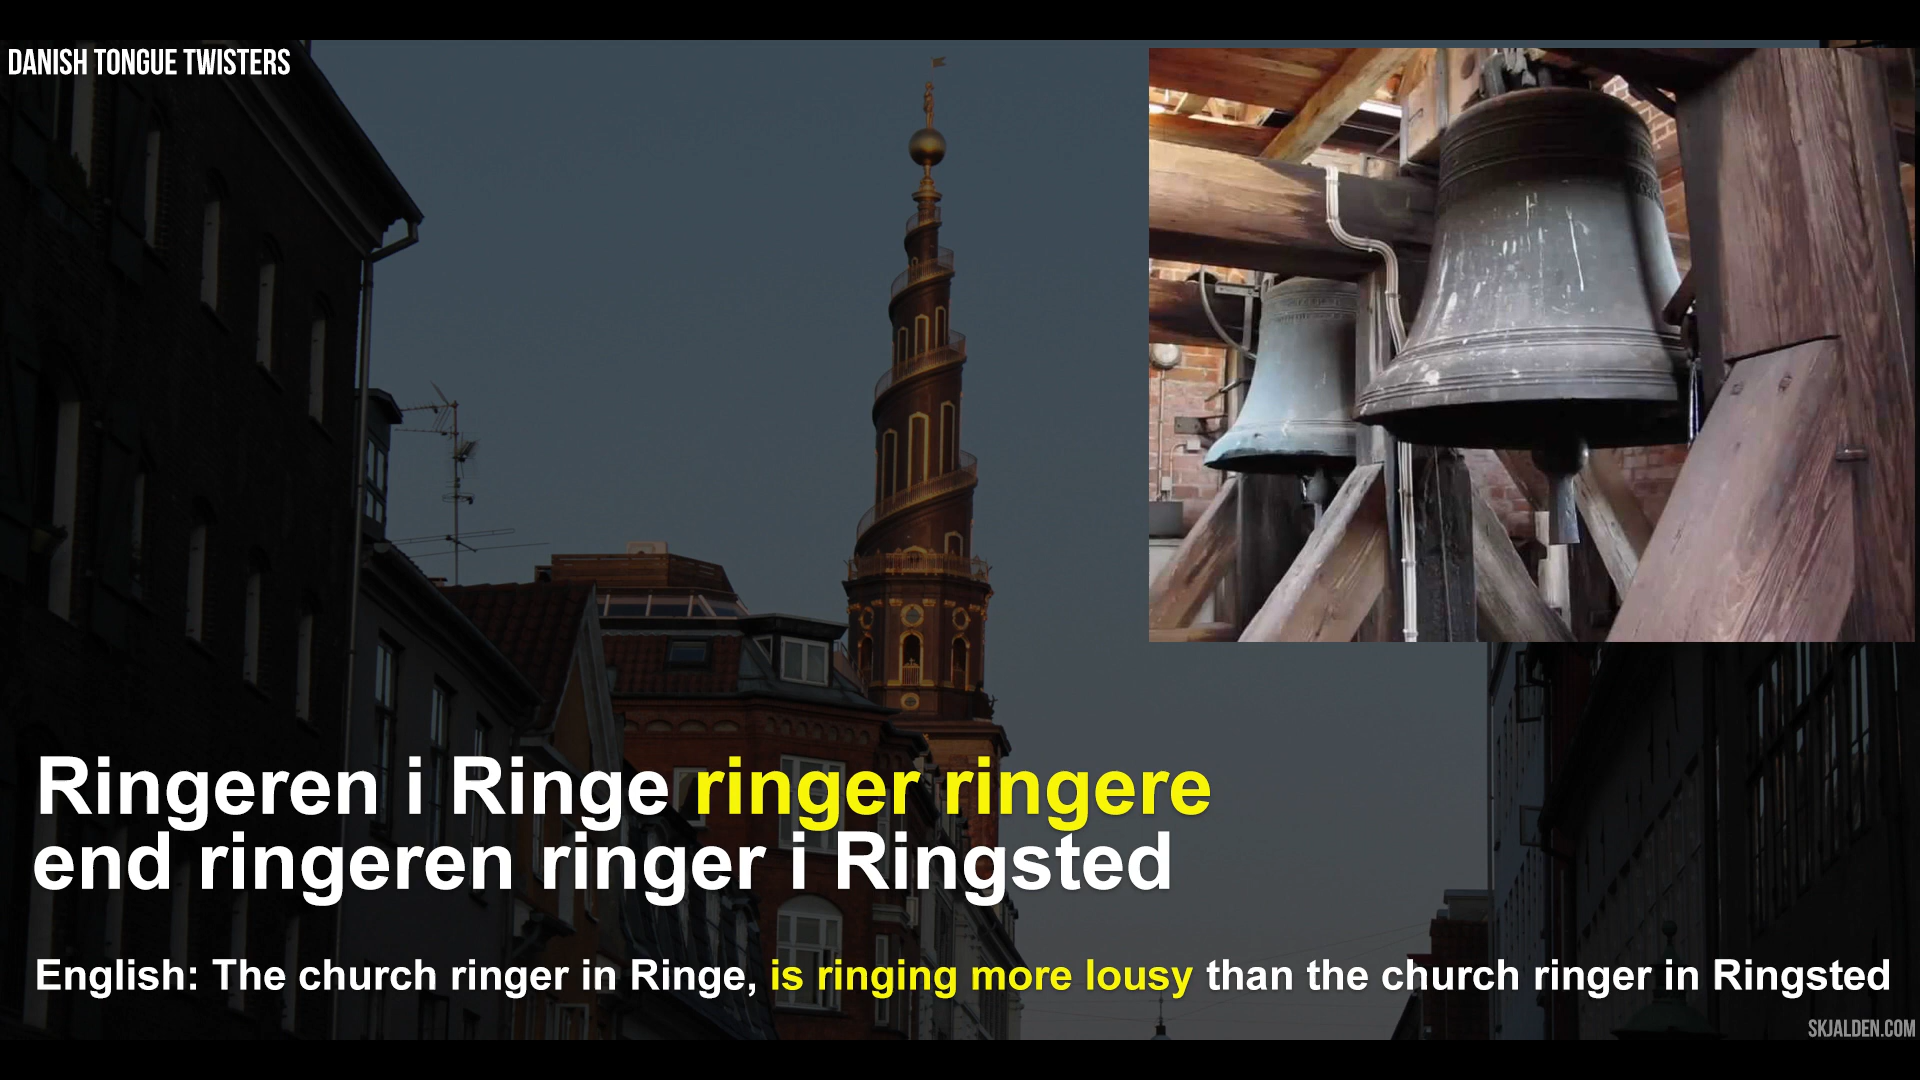 DANISH TONGUE TWISTERS
Ringeren i Ringe ringer ringere
end ringeren ringer i Ringsted
English: The church ringer in Ringe, is ringing more lousy than the church ringer in Ringsted
SKJALDEN.COM